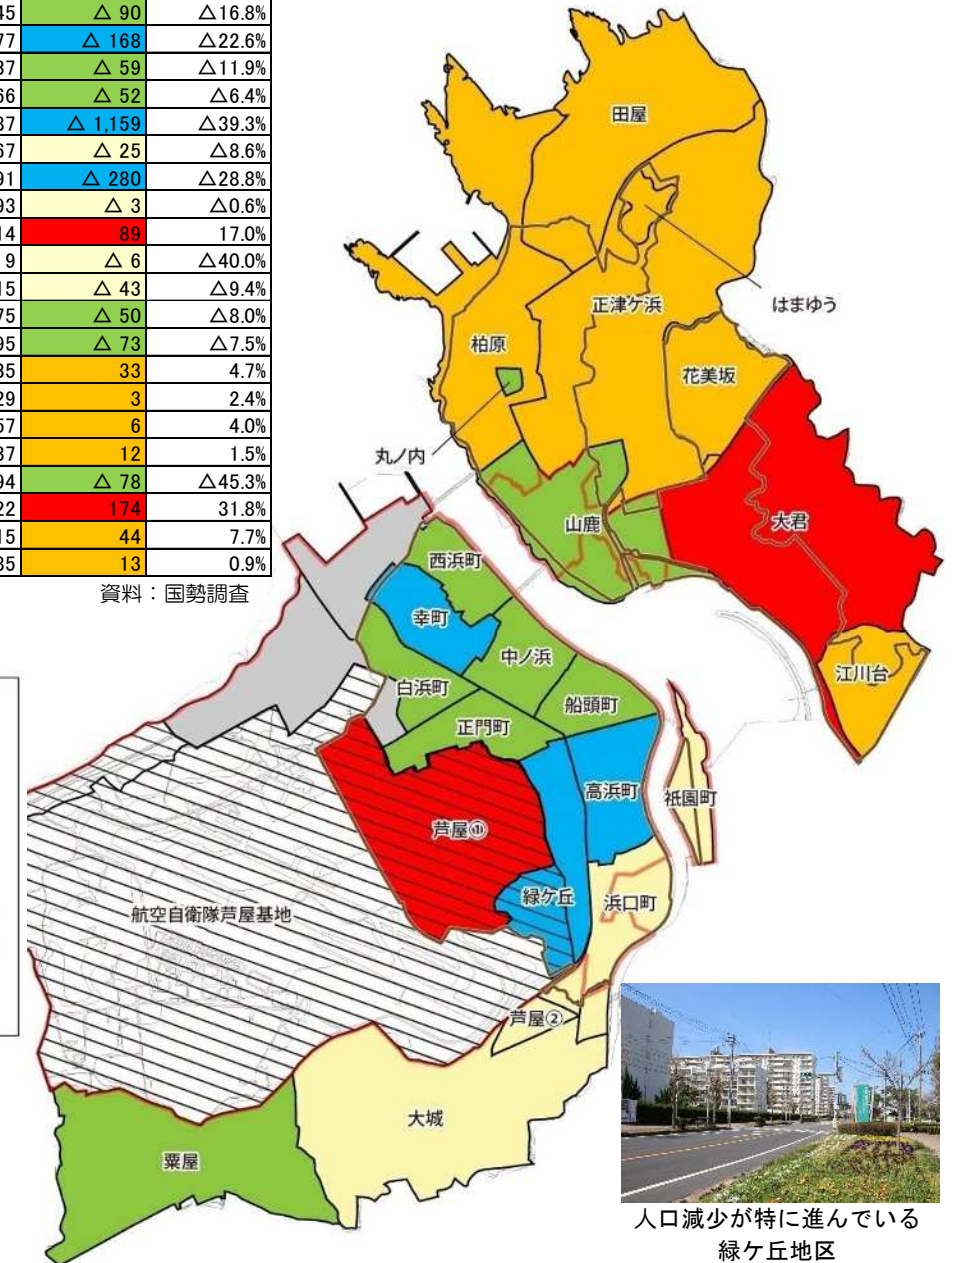 45 △ 90 △16.8%
77 △ 168 △22.6%
37 △ 59 △11.9%
66 △ 52 △6.4%
37 △ 1,159 △39.3%
67 △ 25 △8.6%
91 △ 280 △28.8%
93 △ 3 △0.6%
14 89 17.0%
9 △ 6 △40.0%
15 △ 43 △9.4%
75 △ 50 △8.0%
95 △ 73 △7.5%
35 33 4.7%
29 3 2.4%
57 6 4.0%
37 12 1.5%
94 △ 78 △45.3%
22 174 31.8%
15 44 7.7%
35 13 0.9%
資料：国勢調査
田屋
はまゆう
正津ケ浜
柏原
花美坂
丸ノ内
山鹿
大君
江川台
西浜町
幸町
中ノ浜
白浜町
船頭町
正門町
高浜町
祇園町
芦屋①
緑ケ丘
浜口町
航空自衛隊芦屋基地
芦屋②
大城
粟屋
人口減少が特に進んでいる
緑ケ丘地区